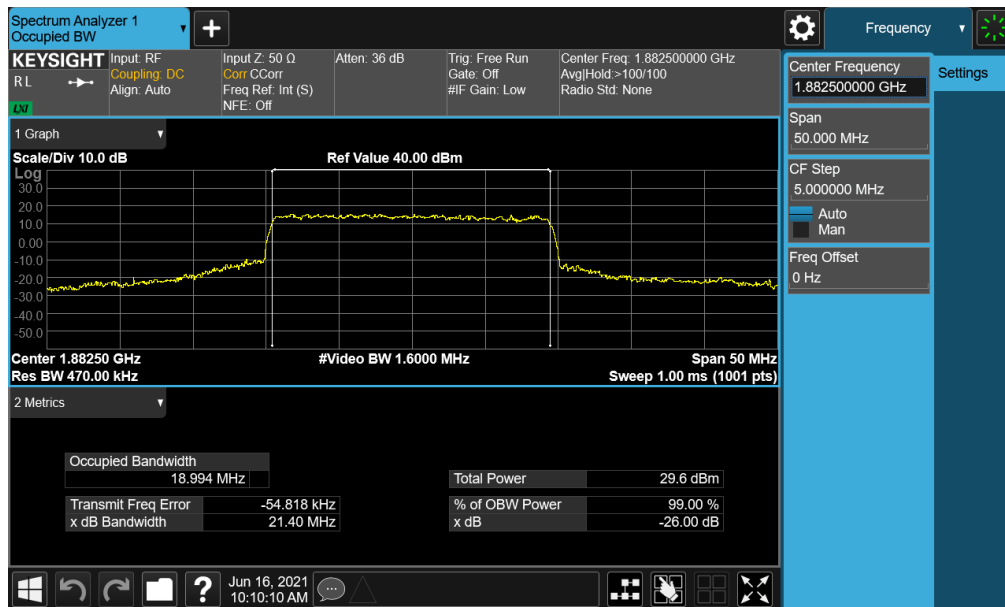 Spectrum Analyzer 1
Occupied BW
Frequency
KEYSIGHT
RL
LXI
Input: RF
Coupling: DC
Align: Auto
Input Z: 50 Ω
Corr CCorr
Freq Ref: Int (S)
NFE: Off
Atten: 36 dB
Trig: Free Run
Gate: Off
#IF Gain: Low
Center Freq: 1.882500000 GHz
Avg|Hold:>100/100
Radio Std: None
Center Frequency
1.882500000 GHz
Settings
Span
50.000 MHz
CF Step
5.000000 MHz
Auto
Man
Freq Offset
0 Hz
1 Graph
Scale/Div 10.0 dB
Ref Value 40.00 dBm
Log
30.0
20.0
10.0
0.00
-10.0
-20.0
-30.0
-40.0
-50.0
Center 1.88250 GHz
#Video BW 1.6000 MHz
Span 50 MHz
Res BW 470.00 kHz
Sweep 1.00 ms (1001 pts)
2 Metrics
Occupied Bandwidth
18.994 MHz
Total Power 29.6 dBm
Transmit Freq Error -54.818 kHz
% of OBW Power 99.00 %
x dB Bandwidth 21.40 MHz
x dB -26.00 dB
?
Jun 16, 2021
10:10:10 AM